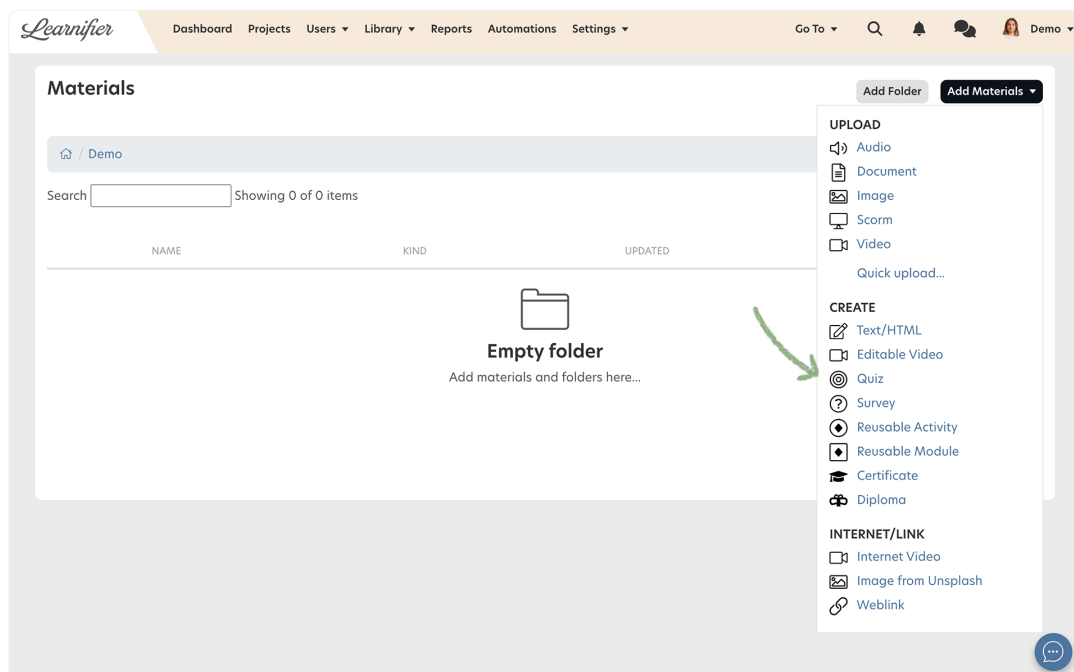 Learnifier Dashboard Projects Users Library Reports Automations Settings Go To Demo
Materials
Add Folder Add Materials
Demo
Search Showing 0 of 0 items
NAME KIND UPDATED
Empty folder
Add materials and folders here...
UPLOAD
Audio
Document
Image
Scorm
Video
Quick upload...
CREATE
Text/HTML
Editable Video
Quiz
Survey
Reusable Activity
Reusable Module
Certificate
Diploma
INTERNET/LINK
Internet Video
Image from Unsplash
Weblink